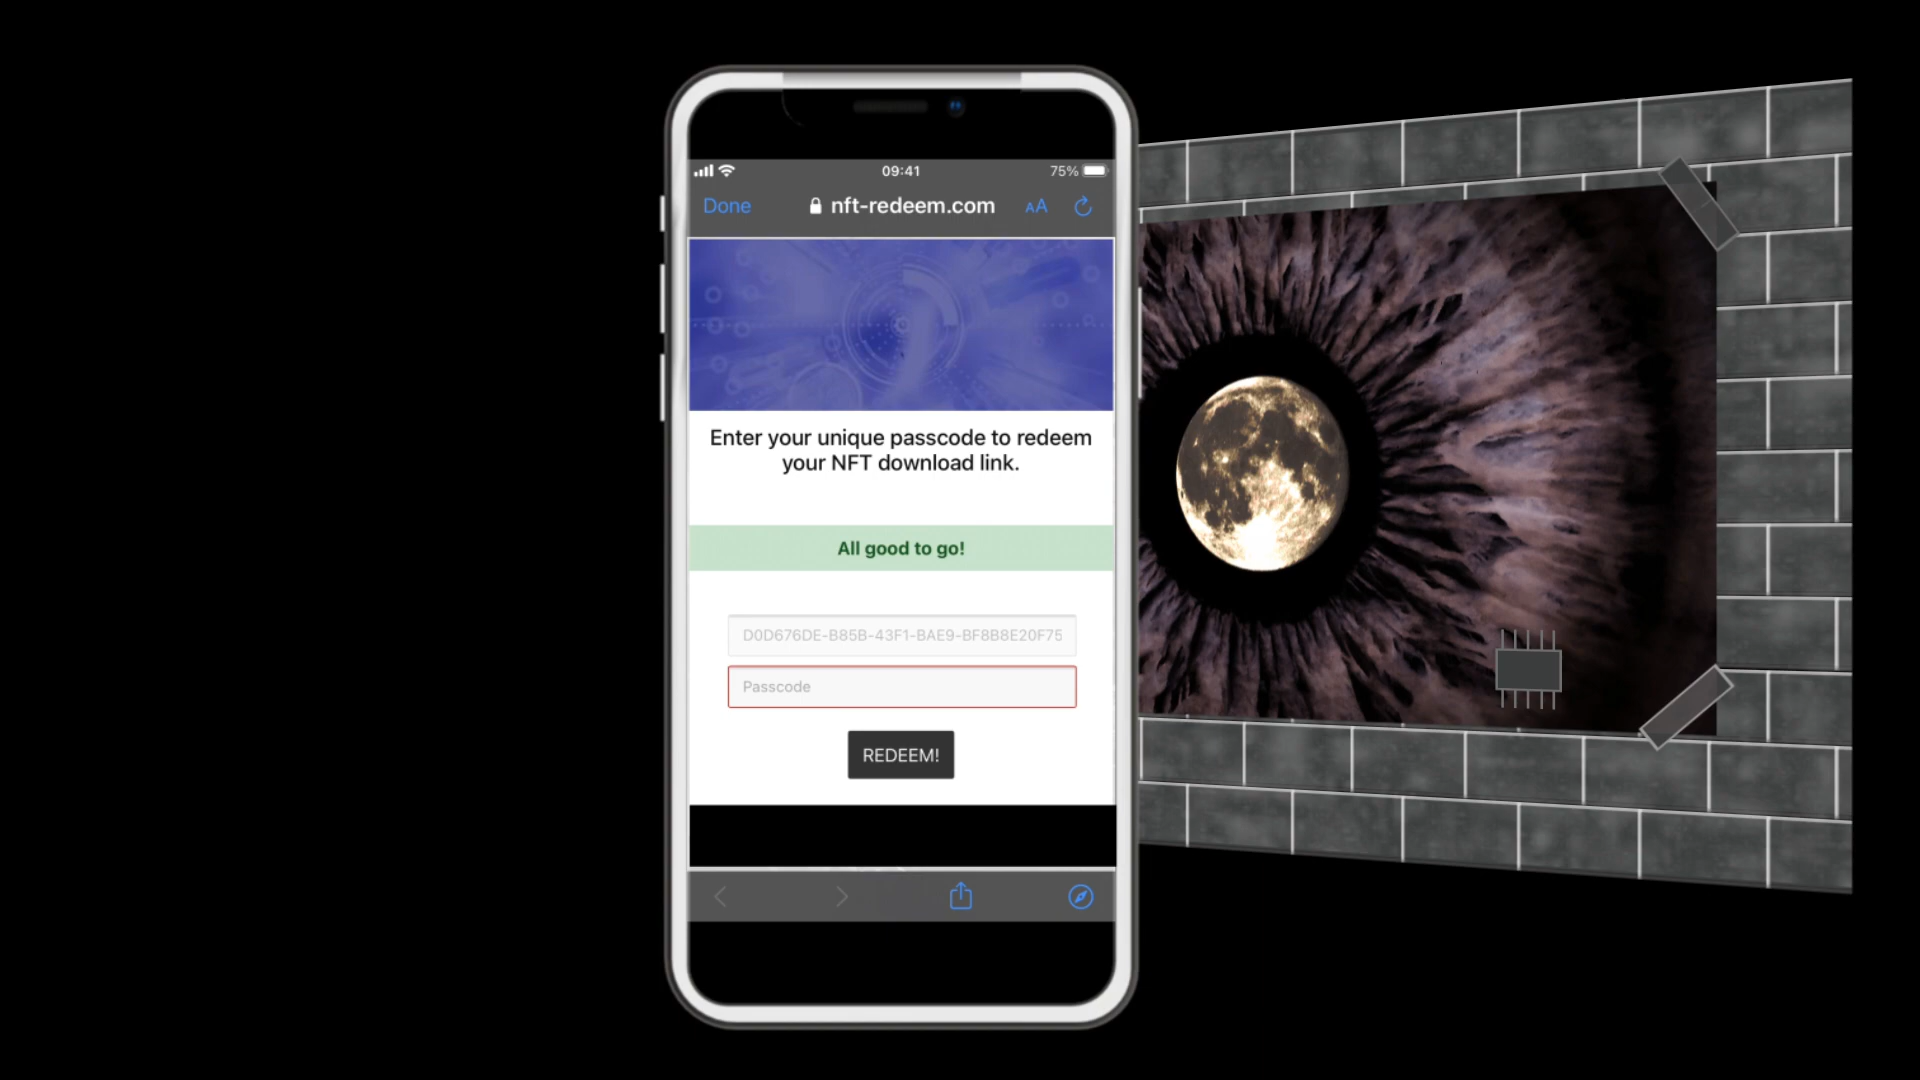 09:41
75%
Done
nft-redeem.com
AA
Enter your unique passcode to redeem
your NFT download link.
All good to go!
D0D676DE-B85B-43F1-BAE9-BF8B8E20F75
Passcode
REDEEM!